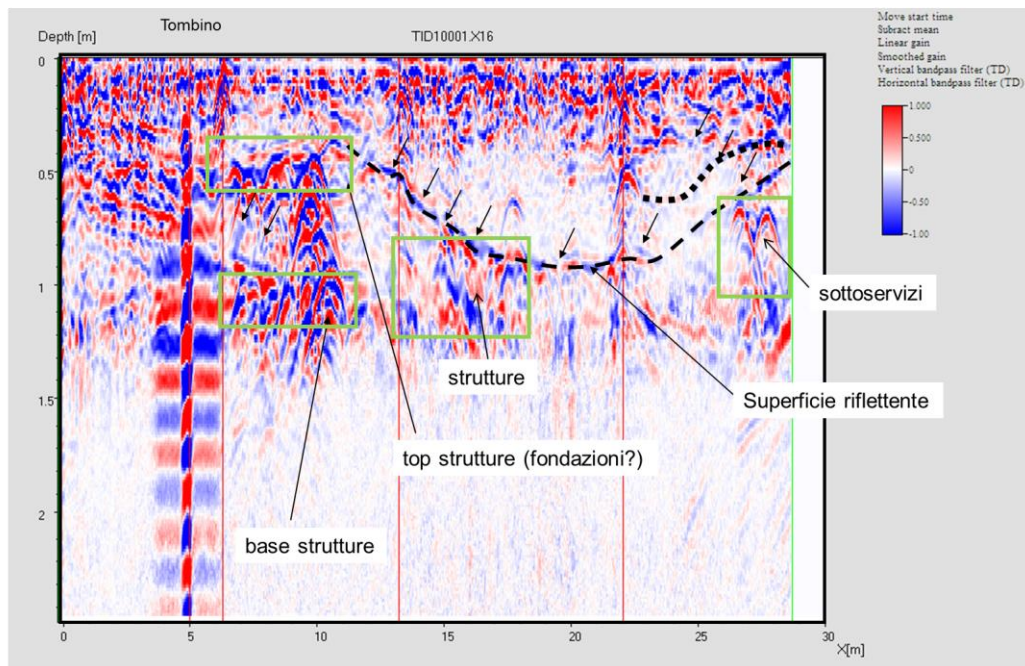 Tombino
Depth [m]
TID10001.X16
Move start time
Subract mean
Linear gain
Smoothed gain
Vertical bandpass filter (TD)
Horizontal bandpass filter (TD)
1.000
0.500
0
-0.500
-1.00
0
0.5
1
1.5
2
sottoservizi
strutture
Superficie riflettente
top strutture (fondazioni?)
base strutture
0
5
10
15
20
25
30
X[m]